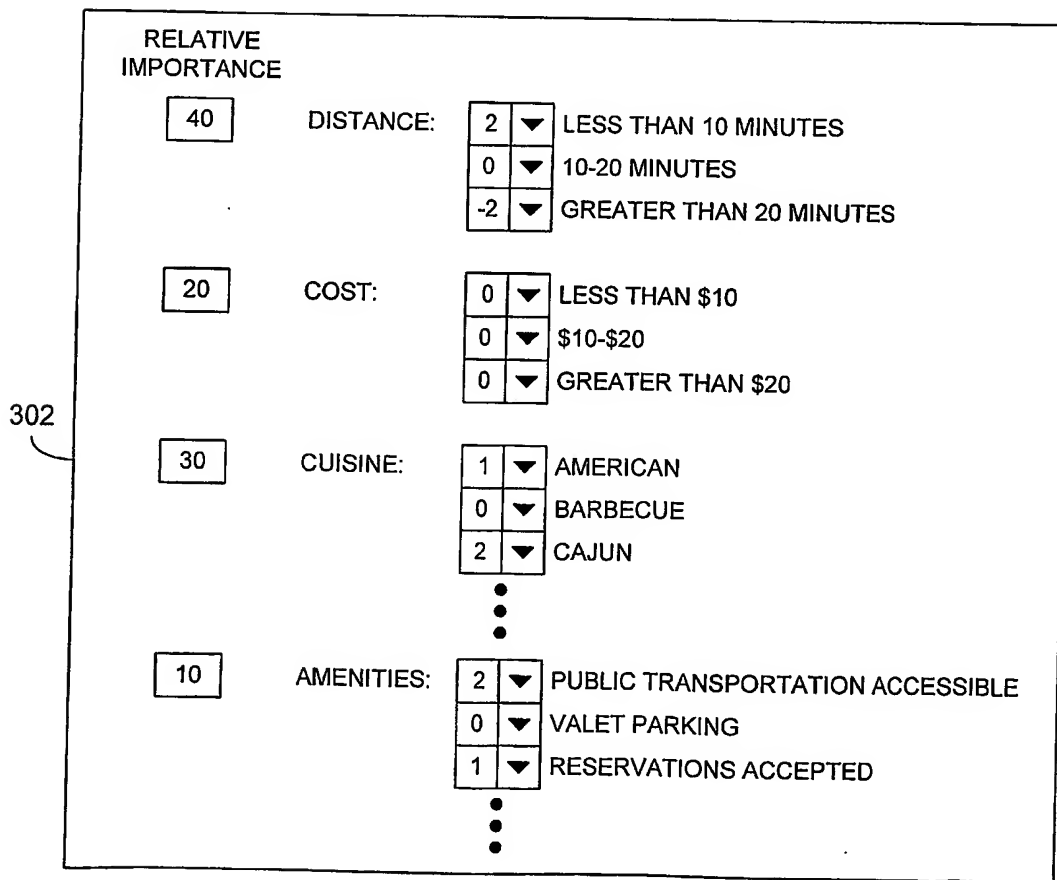 RELATIVE
IMPORTANCE
40 DISTANCE: 2 LESS THAN 10 MINUTES
0 10-20 MINUTES
-2 GREATER THAN 20 MINUTES
20 COST: 0 LESS THAN $10
0 $10-$20
0 GREATER THAN $20
302
30 CUISINE: 1 AMERICAN
0 BARBECUE
2 CAJUN
10 AMENITIES: 2 PUBLIC TRANSPORTATION ACCESSIBLE
0 VALET PARKING
1 RESERVATIONS ACCEPTED